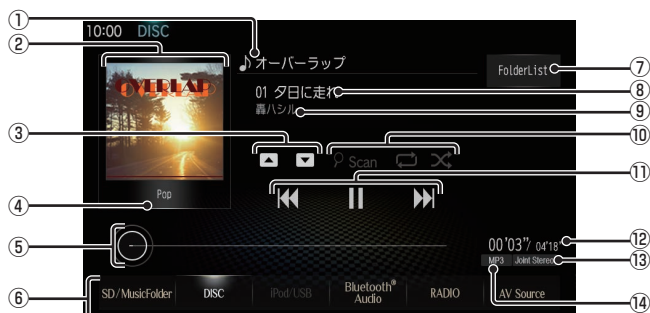 ①
10:00 DISC
②
OVERLAP
オーバーラップ
FolderList
⑦
01 夕日に走れ
⑧
轟ハシル
⑨
③
⑩
Scan
⑪
Pop
④
⑤
00'03"/ 04'18"
⑫
MP3 Joint Stereo
⑬
⑥
SD/MusicFolder DISC iPod/USB Bluetooth® Audio RADIO AV Source
⑭